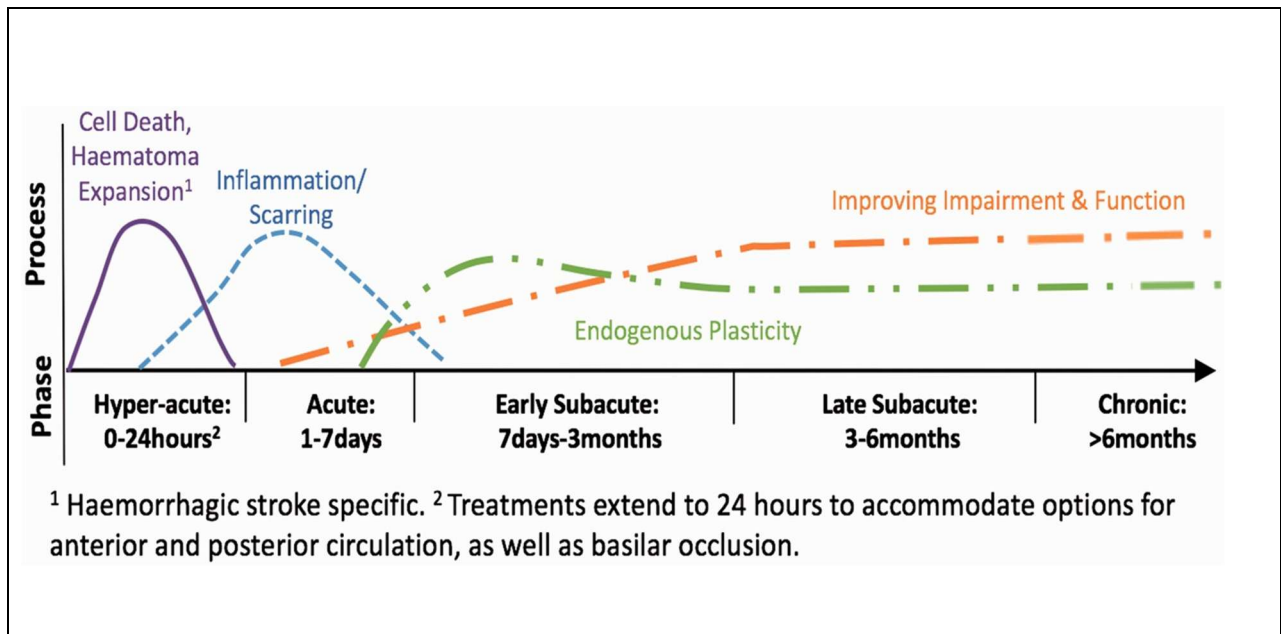 Cell Death,
Haematoma
Expansion¹
Inflammation/
Scarring
Improving Impairment & Function
Endogenous Plasticity
Process
Phase
Hyper-acute:
0-24hours²
Acute:
1-7days
Early Subacute:
7days-3months
Late Subacute:
3-6months
Chronic:
>6months
¹ Haemorrhagic stroke specific. ² Treatments extend to 24 hours to accommodate options for
anterior and posterior circulation, as well as basilar occlusion.